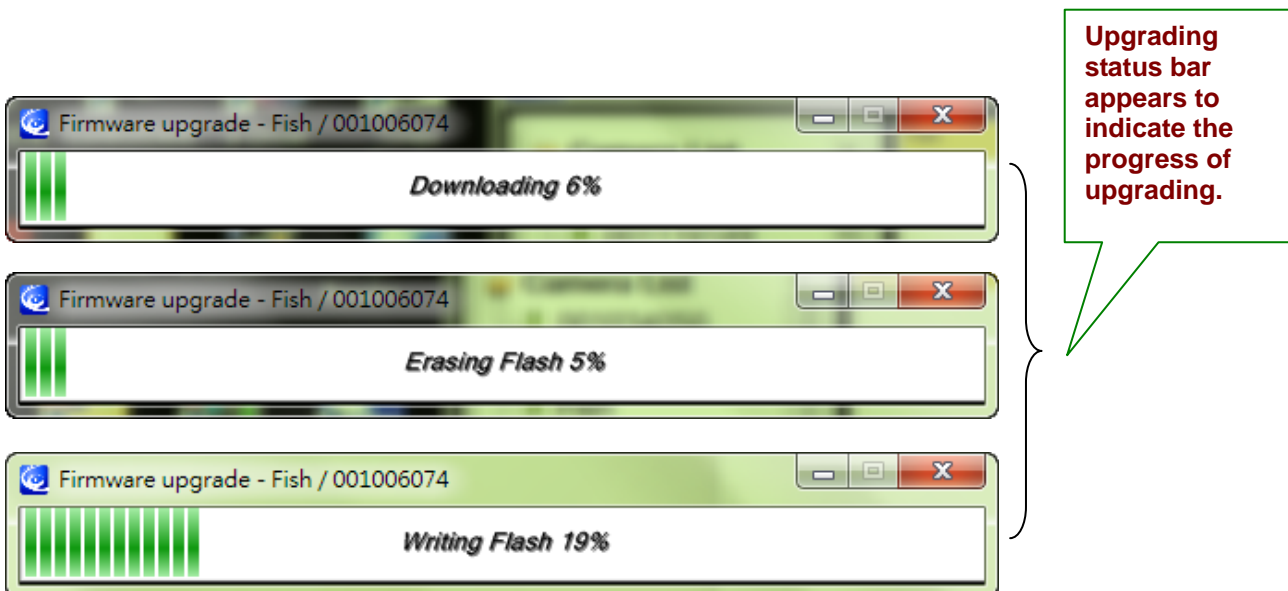 Upgrading
status bar
appears to
indicate the
progress of
upgrading.
Firmware upgrade - Fish / 001006074
Downloading 6%
Firmware upgrade - Fish / 001006074
Erasing Flash 5%
Firmware upgrade - Fish / 001006074
Writing Flash 19%